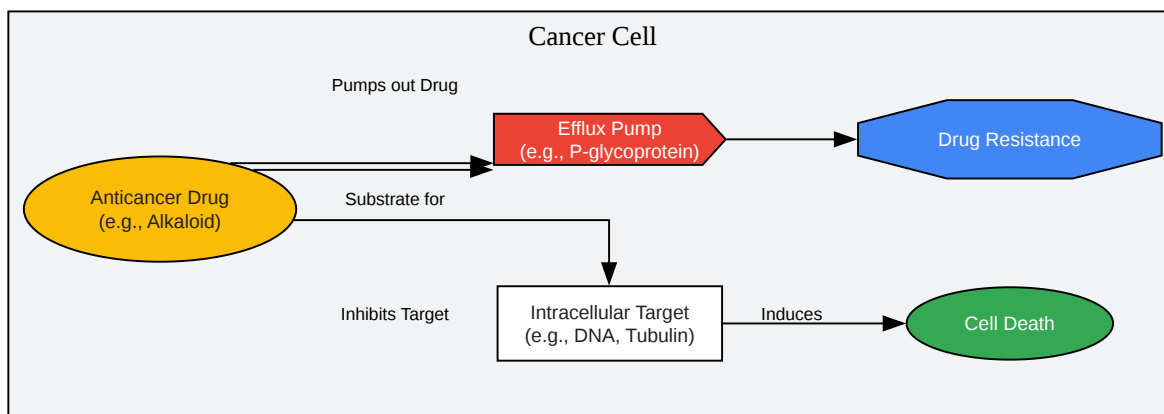 Cancer Cell
Pumps out Drug
Efflux Pump
(e.g., P-glycoprotein)
Drug Resistance
Anticancer Drug
(e.g., Alkaloid)
Substrate for
Inhibits Target
Intracellular Target
(e.g., DNA, Tubulin)
Induces
Cell Death